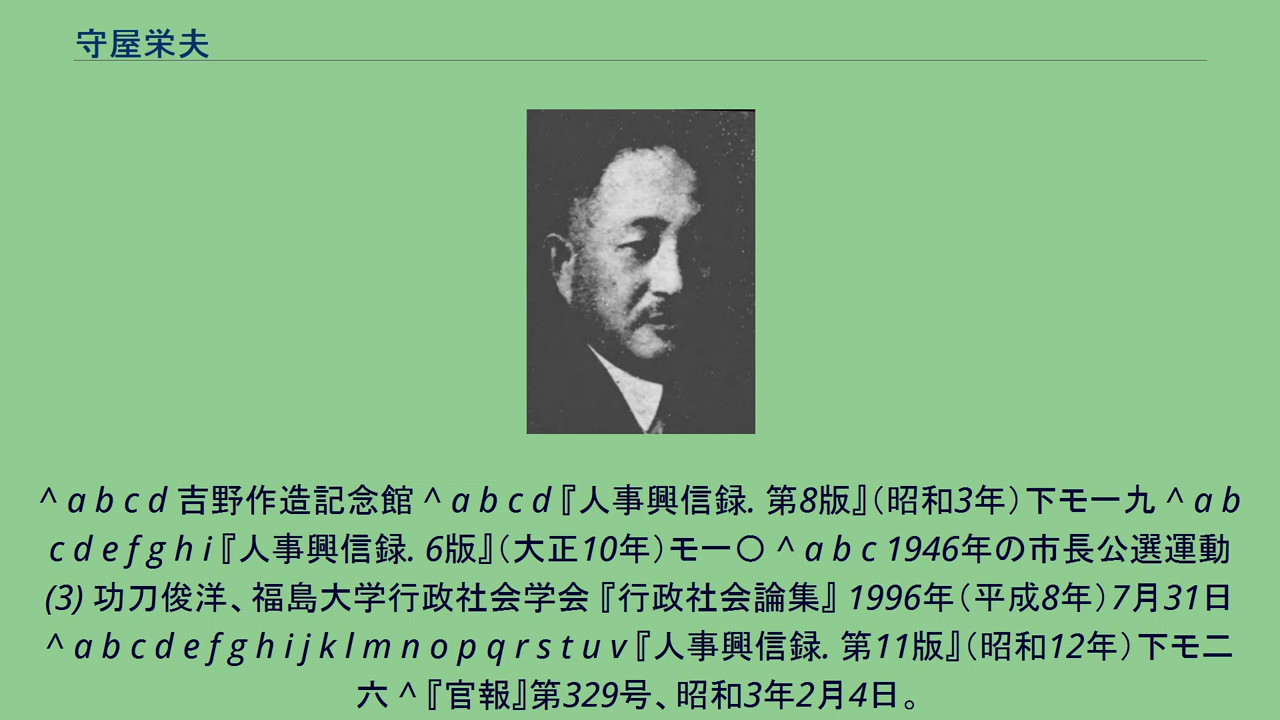 守屋栄夫
^ a b c d 吉野作造記念館 ^ a b c d『人事興信録. 第8版』（昭和3年）下モ一九 ^ a b
c d e f g h i『人事興信録. 6版』（大正10年）モ一〇 ^ a b c 1946年の市長公選運動
(3) 功刀俊洋、福島大学行政社会学会『行政社会論集』 1996年（平成8年）7月31日
^ a b c d e f g h i j k l m n o p q r s t u v『人事興信録. 第11版』（昭和12年）下モ二
六 ^『官報』第329号、昭和3年2月4日。